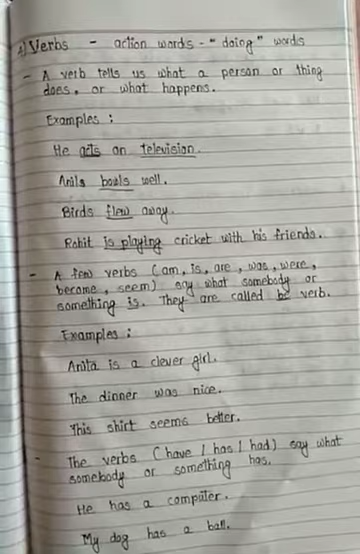 A) Verbs - action words - "doing" words
- A verb tells us what a person or thing
does, or what happens.
Examples :
He acts on television.
Anila bowls well.
Birds flew away.
Rohit is playing cricket with his friends.
- A few verbs (am, is, are, was, were,
become, seem) say what somebody or
something is. They are called be verb.
Examples :
Anita is a clever girl.
The dinner was nice.
This shirt seems better.
- The verbs (have / has / had) say what
somebody or something has.
He has a computer.
My dog has a ball.